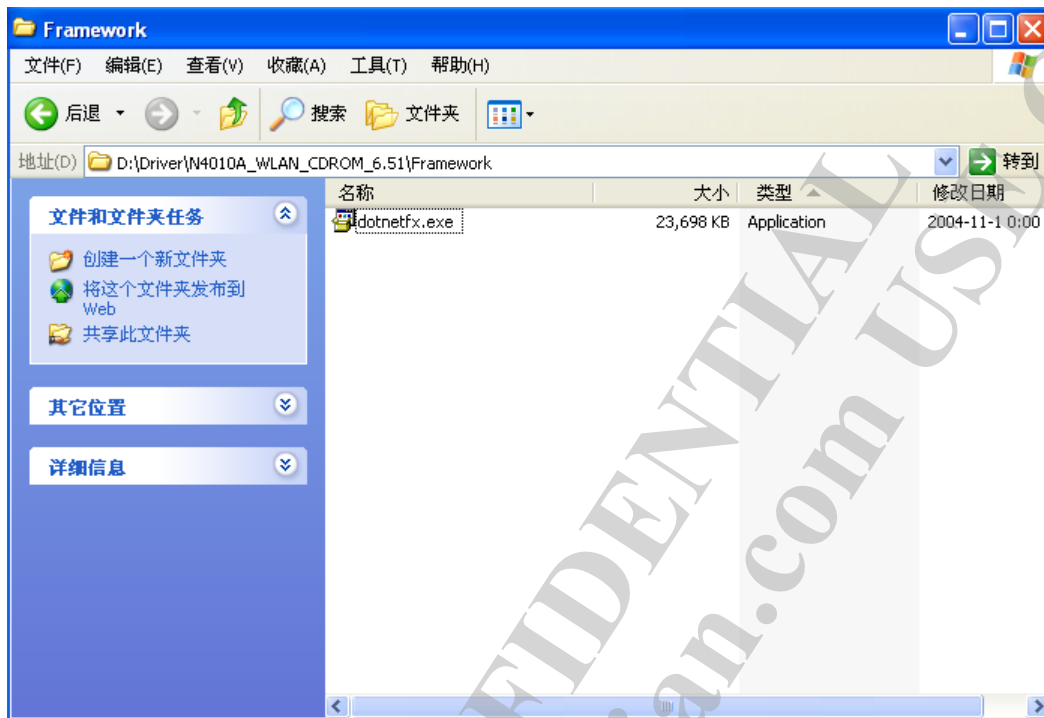 Framework
文件(F) 编辑(E) 查看(V) 收藏(A) 工具(T) 帮助(H)
后退 搜索 文件夹
地址(D) D:\Driver\N4010A_WLAN_CDROM_6.51\Framework 转到
名称 大小 类型 修改日期
dotnetfx.exe 23,698 KB Application 2004-11-1 0:00
文件和文件夹任务
创建一个新文件夹
将这个文件夹发布到
Web
共享此文件夹
其它位置
详细信息